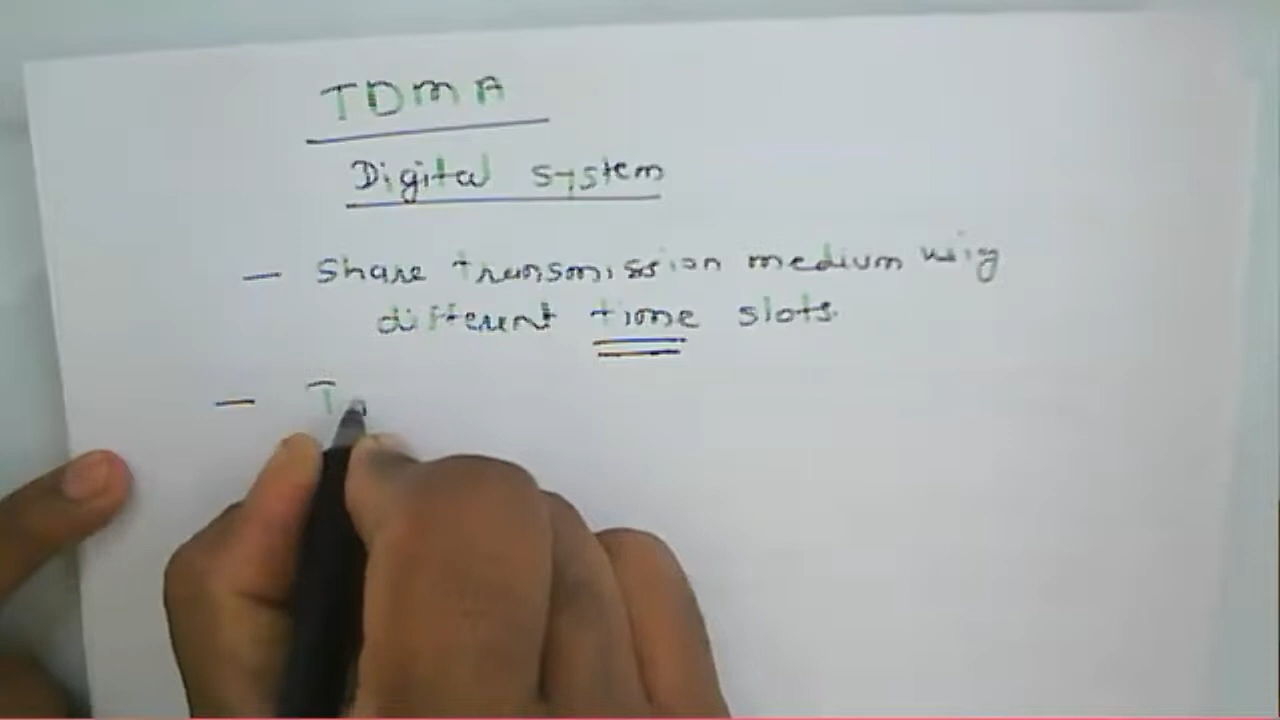 TDMA
Digital system
- Share transmission medium using
different time slots.
- T